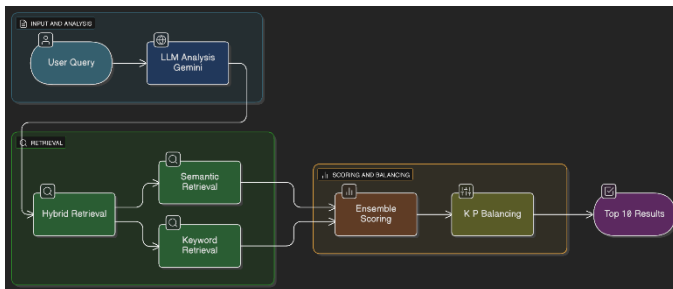 INPUT AND ANALYSIS
User Query
LLM Analysis
Gemini
RETRIEVAL
Hybrid Retrieval
Semantic
Retrieval
Keyword
Retrieval
SCORING AND BALANCING
Ensemble
Scoring
K P Balancing
Top 10 Results